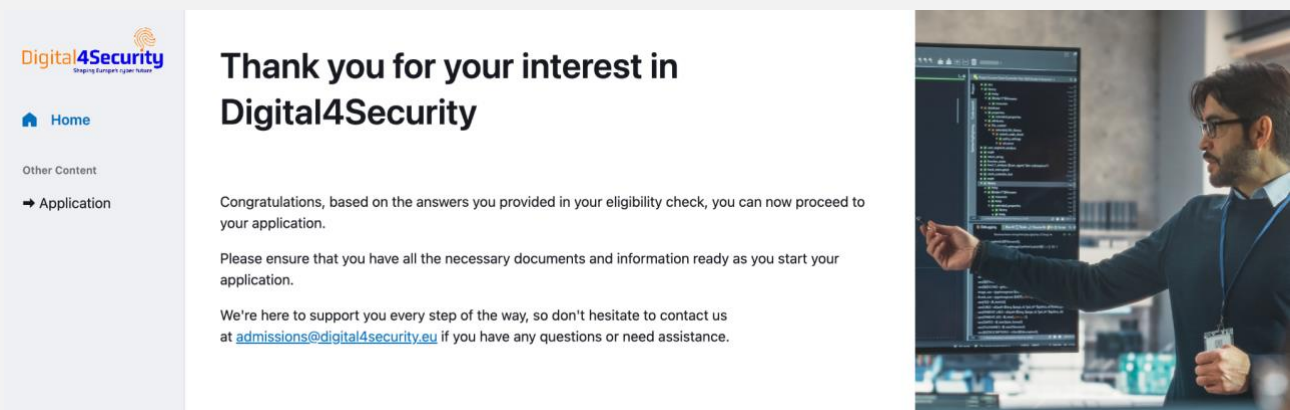 Digital4Security
Shaping Europe's cyber future
Home
Other Content
Application
Thank you for your interest in
Digital4Security
Congratulations, based on the answers you provided in your eligibility check, you can now proceed to
your application.
Please ensure that you have all the necessary documents and information ready as you start your
application.
We're here to support you every step of the way, so don't hesitate to contact us
at admissions@digital4security.eu if you have any questions or need assistance.